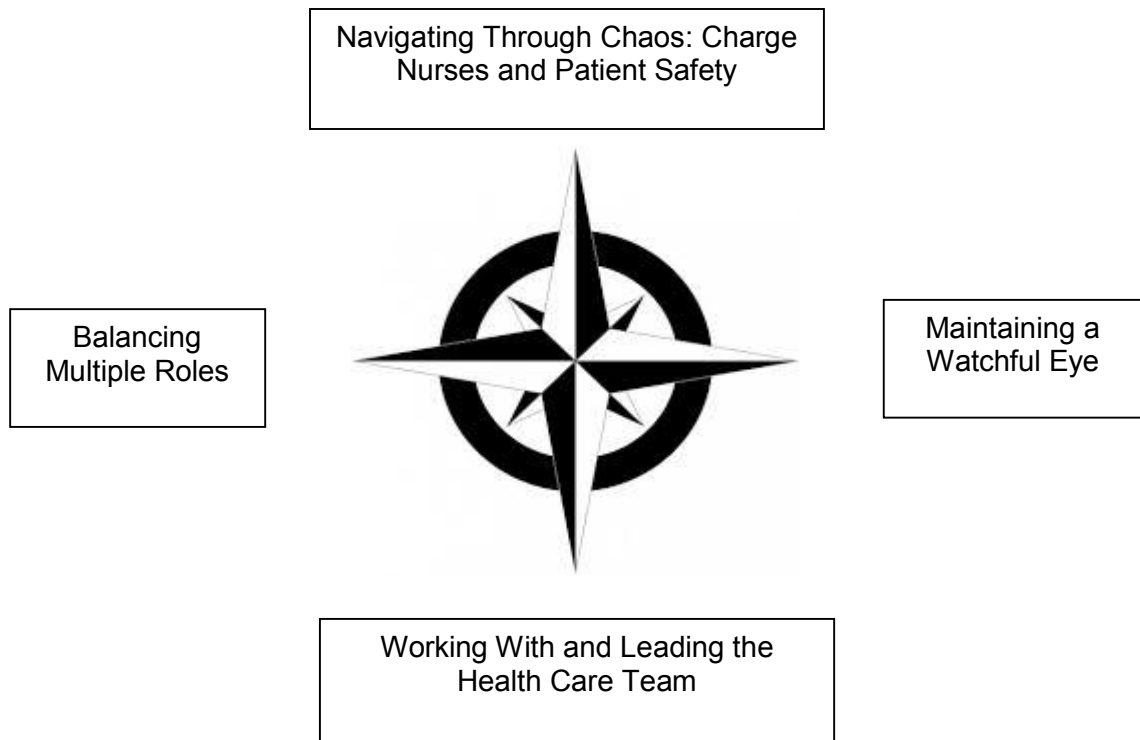 Navigating Through Chaos: Charge
Nurses and Patient Safety
Balancing
Multiple Roles
Maintaining a
Watchful Eye
Working With and Leading the
Health Care Team